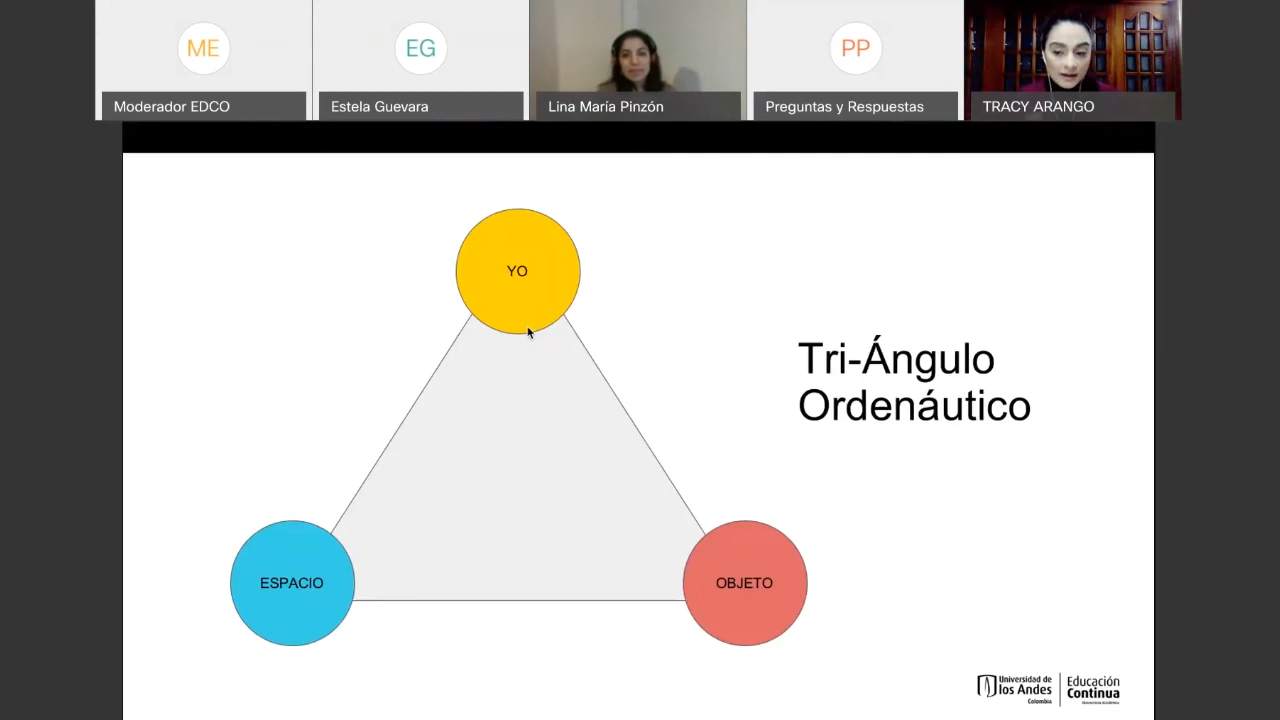 ME
EG
PP
Moderador EDCO
Estela Guevara
Lina María Pinzón
Preguntas y Respuestas
TRACY ARANGO
YO
Tri-Ángulo
Ordenáutico
ESPACIO
OBJETO
Universidad de
los Andes
Colombia
Educación
Continua